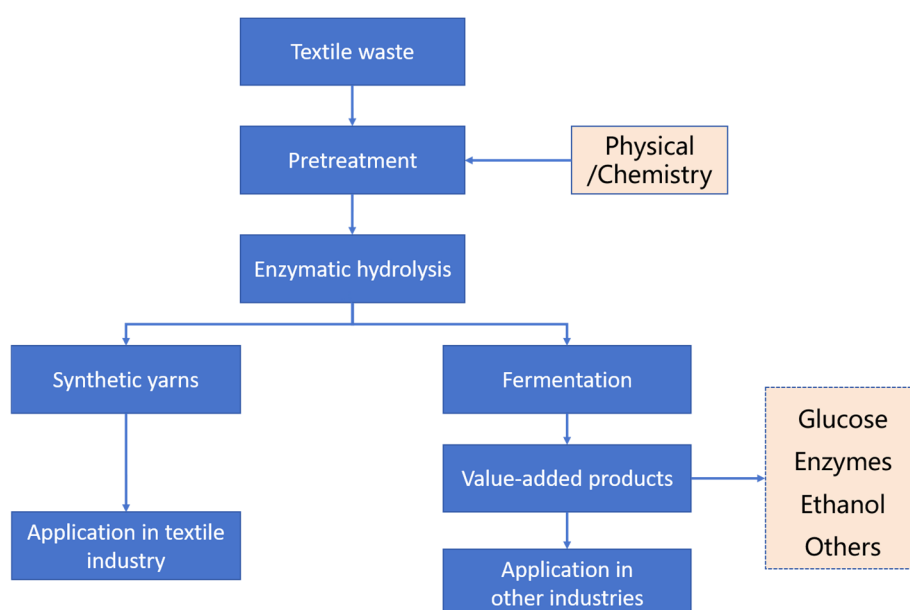 Textile waste
Pretreatment
Physical
/Chemistry
Enzymatic hydrolysis
Synthetic yarns
Fermentation
Glucose
Enzymes
Ethanol
Others
Value-added products
Application in textile
industry
Application in
other industries